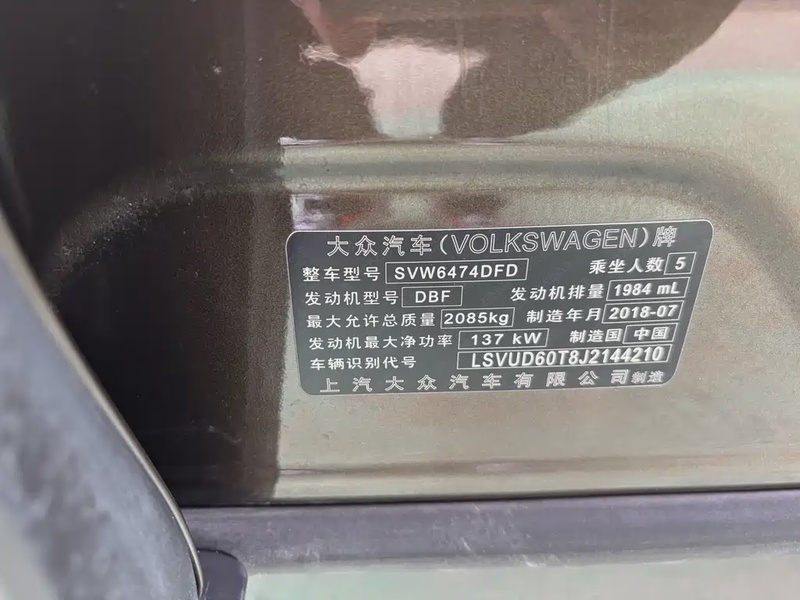 大众汽车(VOLKSWAGEN)牌
整车型号 SVW6474DFD 乘坐人数 5
发动机型号 DBF 发动机排量 1984 mL
最大允许总质量 2085kg 制造年月 2018-07
发动机最大净功率 137 kW 制造国 中国
车辆识别代号 LSVUD60T8J2144210
上汽大众汽车有限公司制造